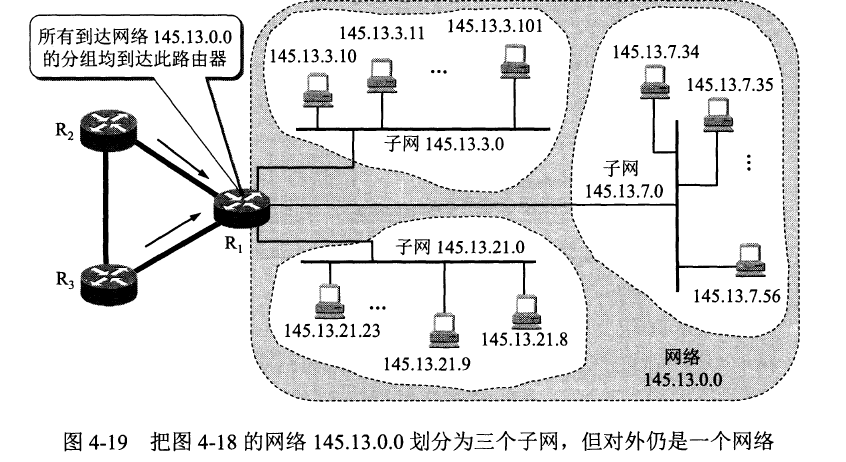 所有到达网络 145.13.0.0
的分组均到达此路由器
145.13.3.10
145.13.3.11
145.13.3.101
...
子网 145.13.3.0
145.13.7.34
145.13.7.35
...
子网
145.13.7.0
145.13.7.56
R2
R1
R3
子网 145.13.21.0
145.13.21.23
...
145.13.21.9
145.13.21.8
网络
145.13.0.0
图 4-19 把图 4-18 的网络 145.13.0.0 划分为三个子网，但对外仍是一个网络